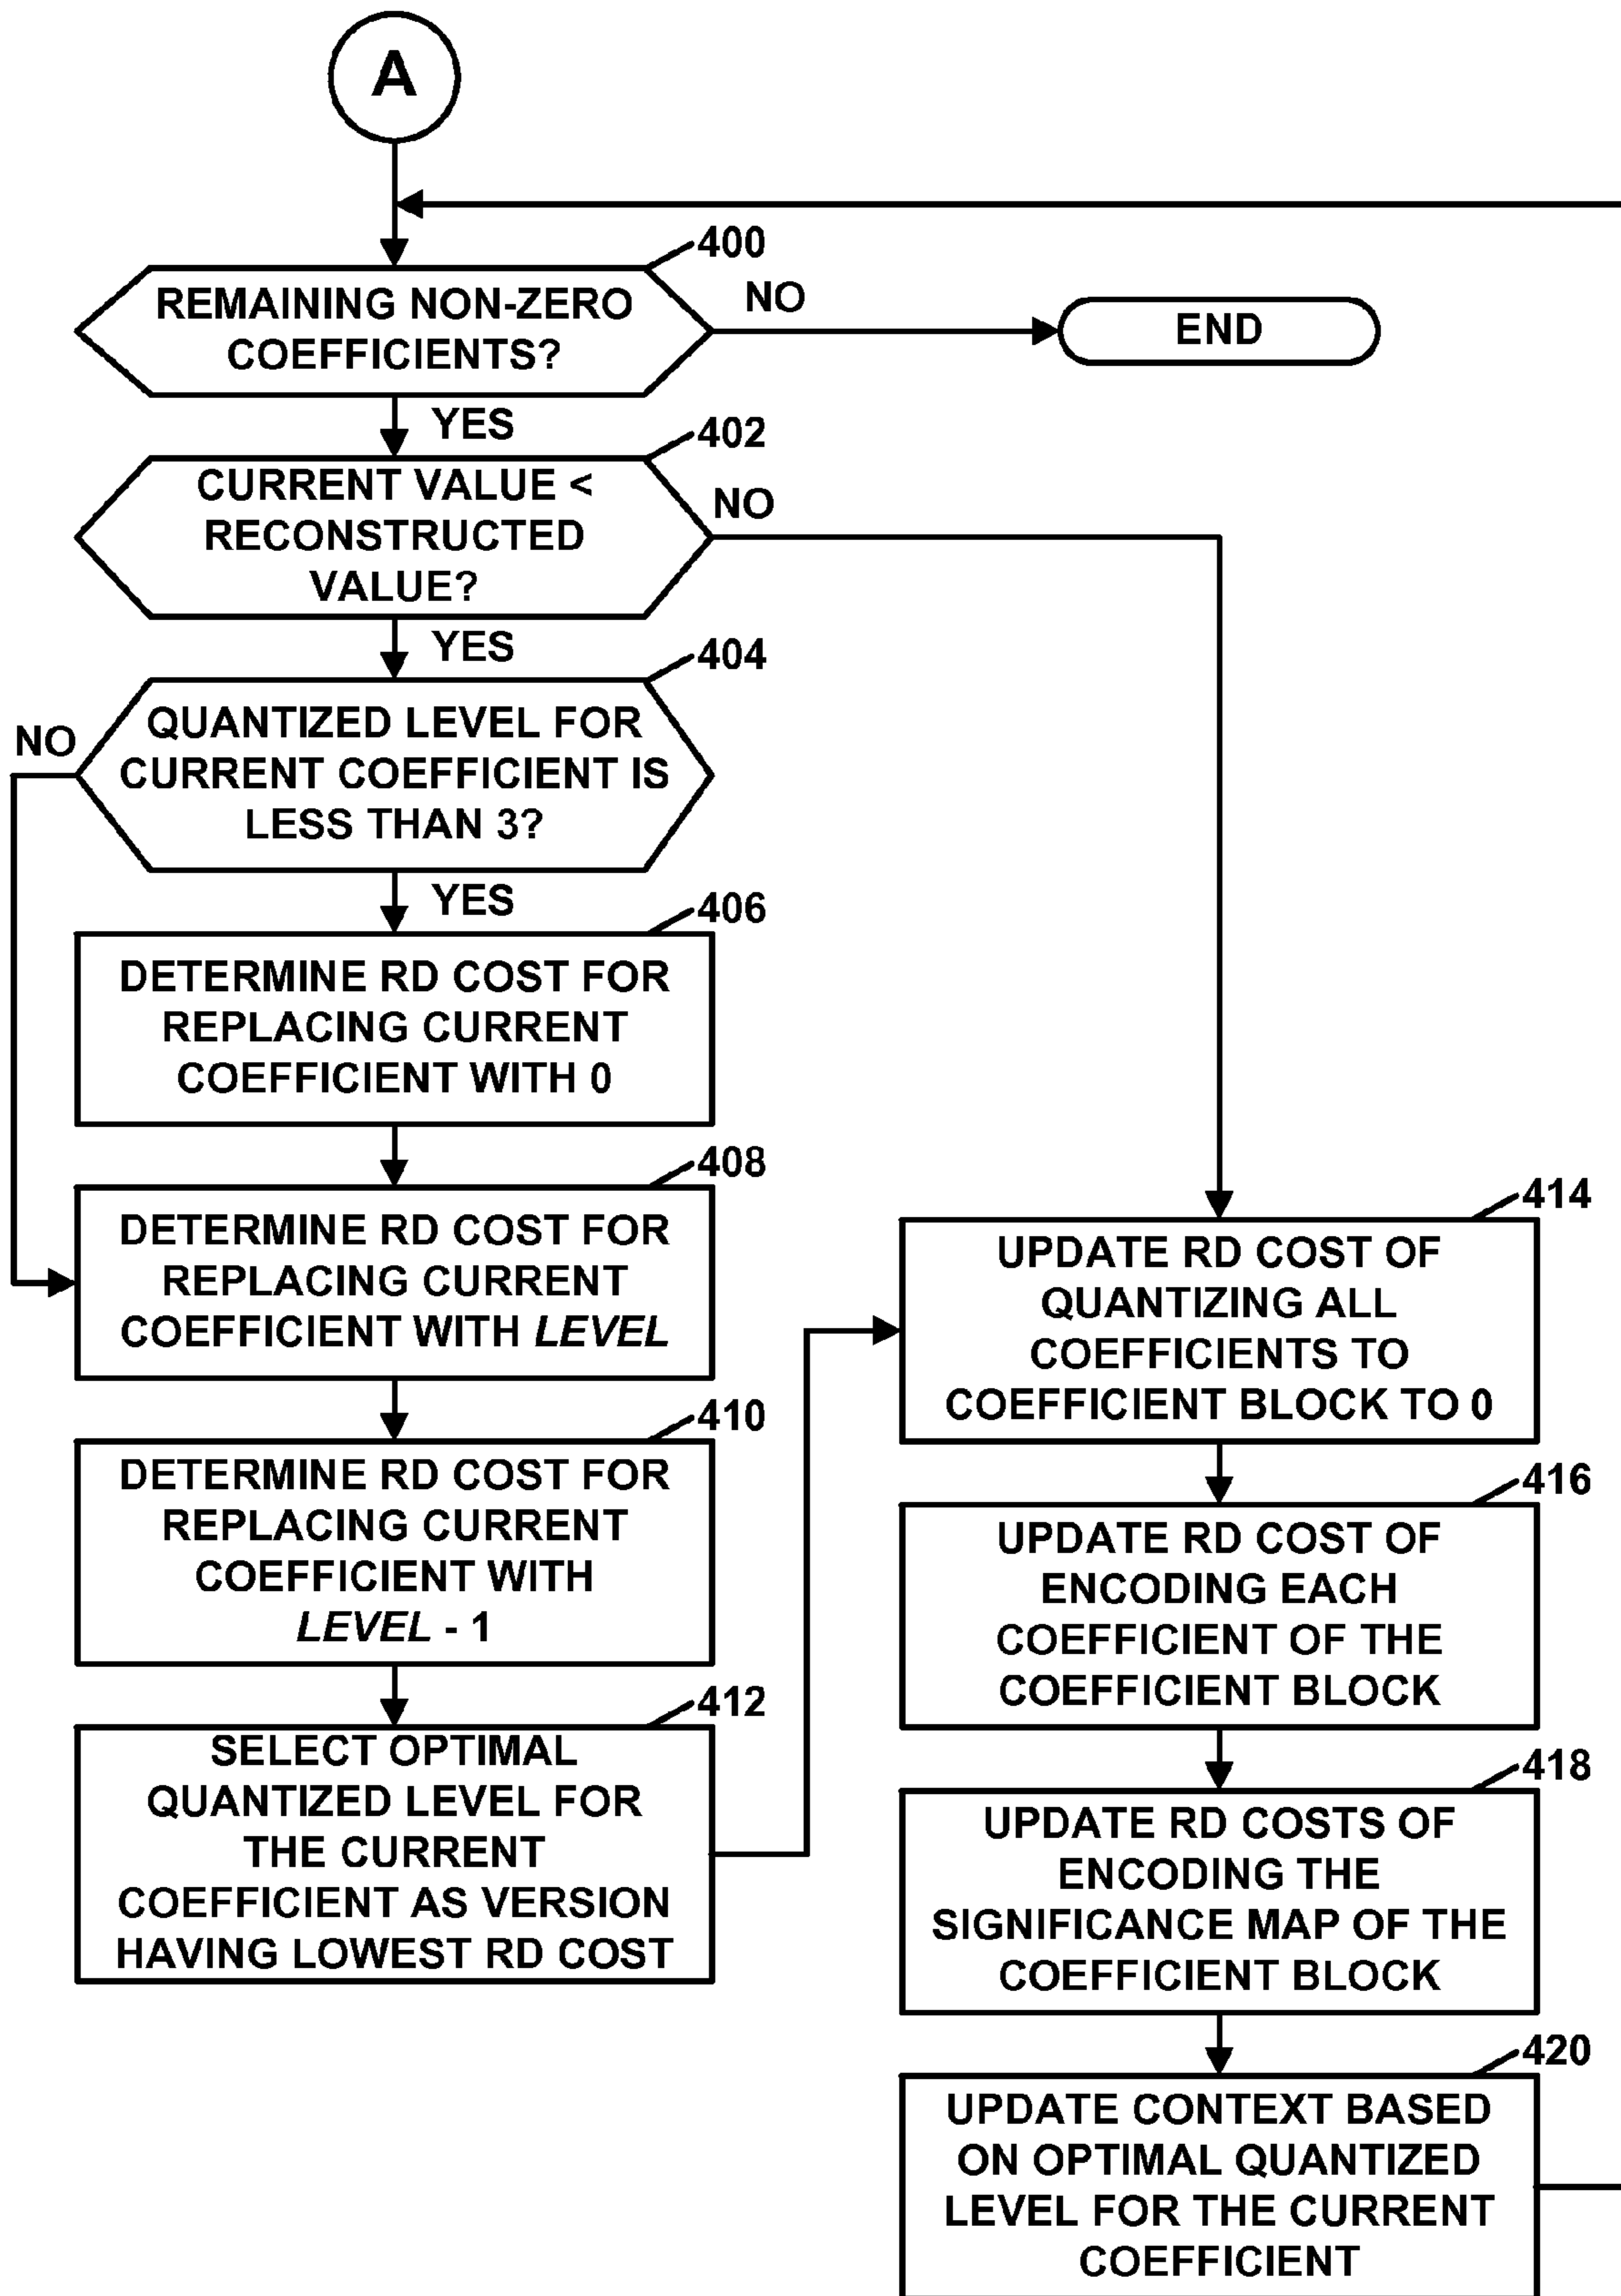 A
400
REMAINING NON-ZERO
COEFFICIENTS?
NO
END
YES
402
CURRENT VALUE <
RECONSTRUCTED
VALUE?
NO
YES
404
QUANTIZED LEVEL FOR
CURRENT COEFFICIENT IS
LESS THAN 3?
NO
YES
406
DETERMINE RD COST FOR
REPLACING CURRENT
COEFFICIENT WITH 0
408
DETERMINE RD COST FOR
REPLACING CURRENT
COEFFICIENT WITH LEVEL
410
DETERMINE RD COST FOR
REPLACING CURRENT
COEFFICIENT WITH
LEVEL - 1
412
SELECT OPTIMAL
QUANTIZED LEVEL FOR
THE CURRENT
COEFFICIENT AS VERSION
HAVING LOWEST RD COST
414
UPDATE RD COST OF
QUANTIZING ALL
COEFFICIENTS TO
COEFFICIENT BLOCK TO 0
416
UPDATE RD COST OF
ENCODING EACH
COEFFICIENT OF THE
COEFFICIENT BLOCK
418
UPDATE RD COSTS OF
ENCODING THE
SIGNIFICANCE MAP OF THE
COEFFICIENT BLOCK
420
UPDATE CONTEXT BASED
ON OPTIMAL QUANTIZED
LEVEL FOR THE CURRENT
COEFFICIENT